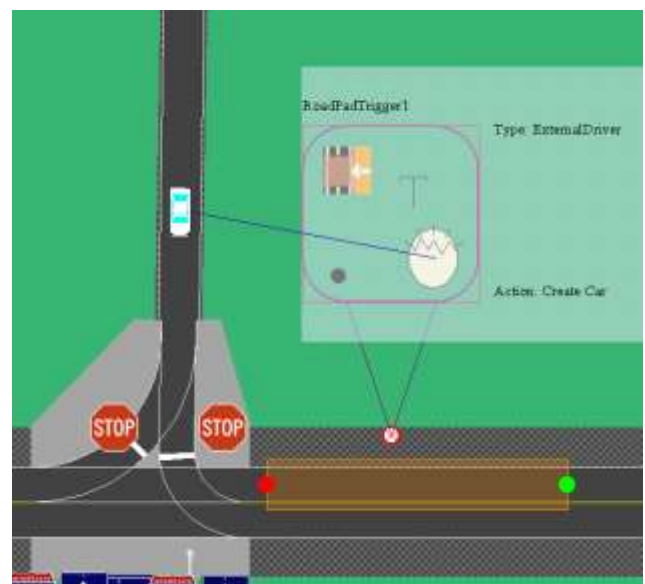 RoadPadTrigger1
Type: ExternalDriver
Action: Create Car
STOP
STOP